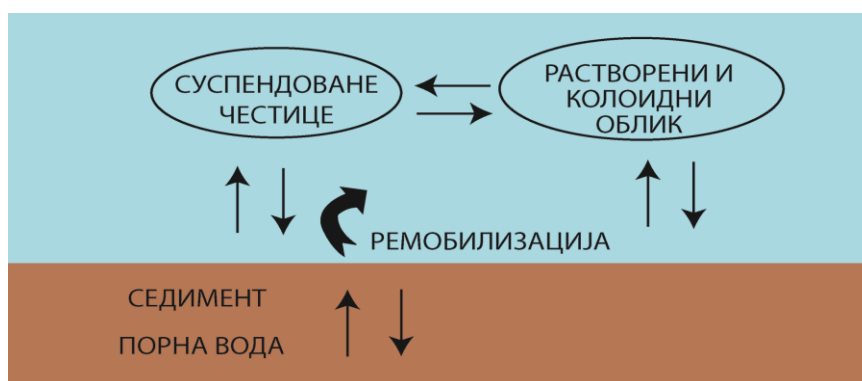 СУСПЕНДОВАНЕ
ЧЕСТИЦЕ
РАСТВОРЕНИ И
КОЛОИДНИ
ОБЛИК
РЕМОБИЛИЗАЦИЈА
СЕДИМЕНТ
ПОРНА ВОДА